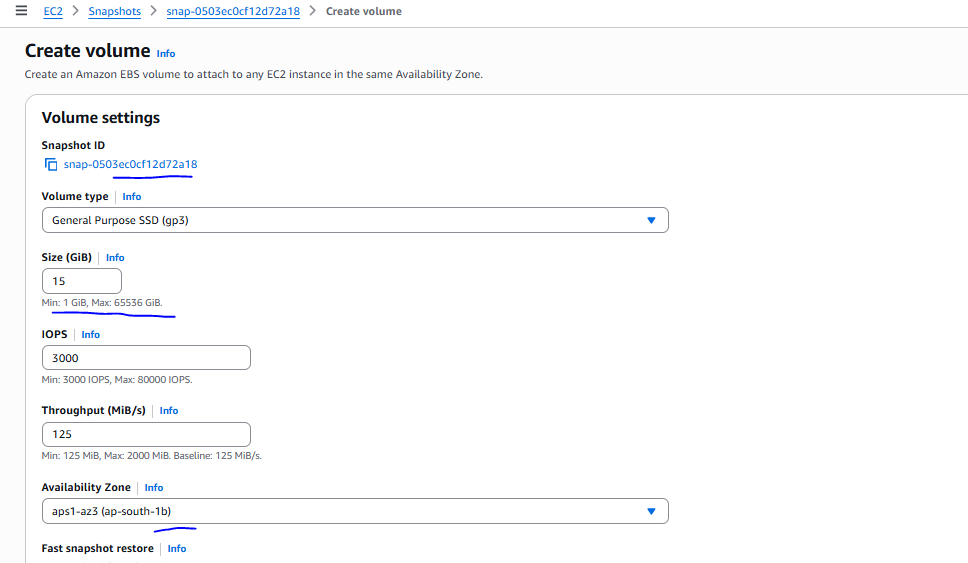 EC2 > Snapshots > snap-0503ec0cf12d72a18 > Create volume
Create volume Info
Create an Amazon EBS volume to attach to any EC2 instance in the same Availability Zone.
Volume settings
Snapshot ID
snap-0503ec0cf12d72a18
Volume type | Info
General Purpose SSD (gp3)
Size (GiB) | Info
15
Min: 1 GiB, Max: 65536 GiB.
IOPS | Info
3000
Min: 3000 IOPS, Max: 80000 IOPS.
Throughput (MiB/s) | Info
125
Min: 125 MiB, Max: 2000 MiB. Baseline: 125 MiB/s.
Availability Zone | Info
aps1-az3 (ap-south-1b)
Fast snapshot restore | Info